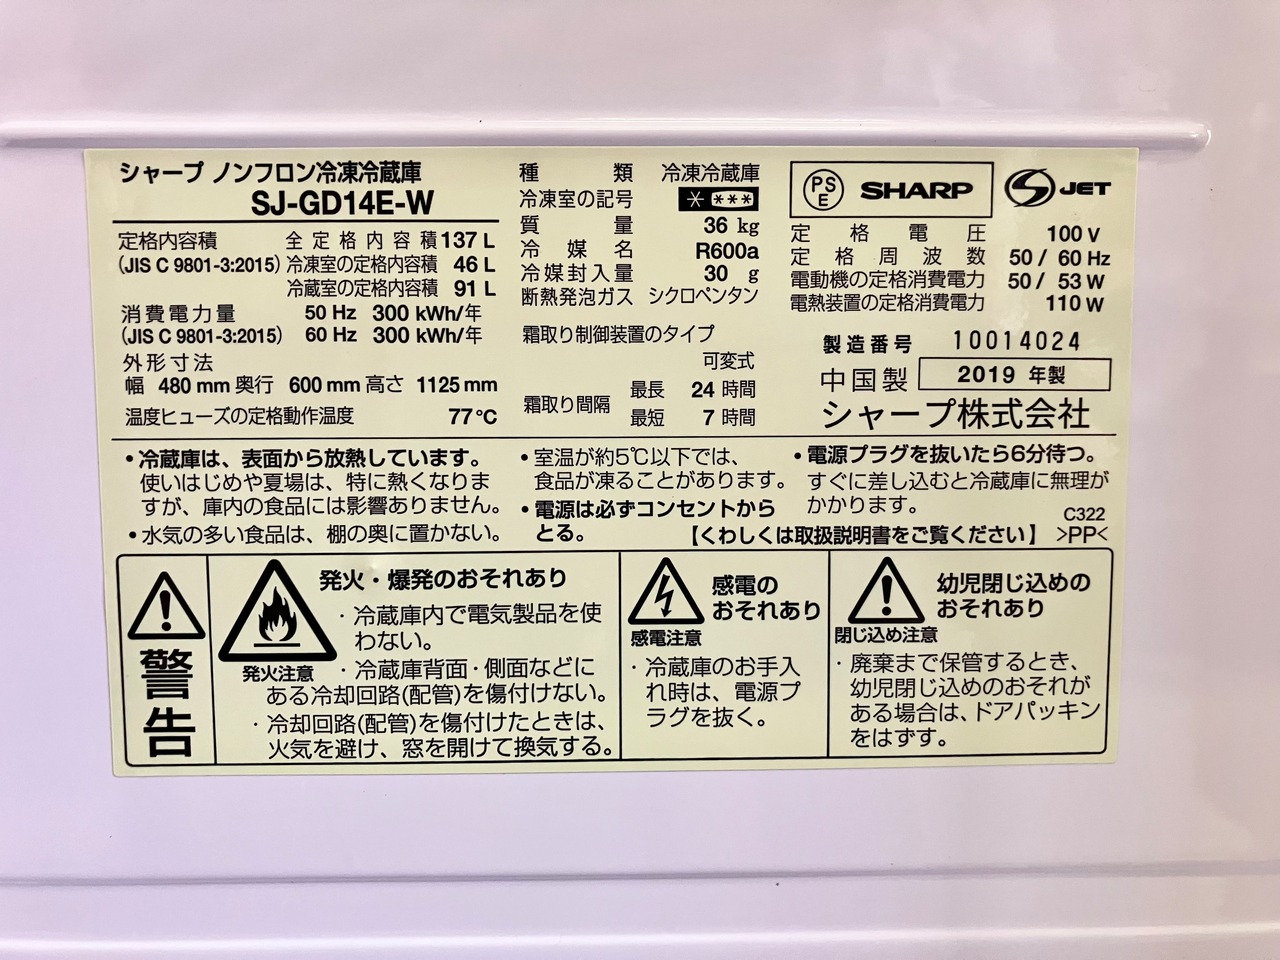 シャープ ノンフロン冷凍冷蔵庫
SJ-GD14E-W
定格内容積 全定格内容積 137 L
(JIS C 9801-3:2015) 冷凍室の定格内容積 46 L
冷蔵室の定格内容積 91 L
消費電力量 50 Hz 300 kWh/年
(JIS C 9801-3:2015) 60 Hz 300 kWh/年
外形寸法
幅 480 mm 奥行 600 mm 高さ 1125 mm
温度ヒューズの定格動作温度 77℃
種類 冷凍冷蔵庫
冷凍室の記号 * ***
質量 36 kg
冷媒名 R600a
冷媒封入量 30 g
断熱発泡ガス シクロペンタン
霜取り制御装置のタイプ
可変式
霜取り間隔 最長 24 時間
最短 7 時間
PSE SHARP S JET
定格電圧 100 V
定格周波数 50 / 60 Hz
電動機の定格消費電力 50 / 53 W
電熱装置の定格消費電力 110 W
製造番号 10014024
中国製 2019 年製
シャープ株式会社
・冷蔵庫は、表面から放熱しています。
使いはじめや夏場は、特に熱くなりま
すが、庫内の食品には影響ありません。
・水気の多い食品は、棚の奥に置かない。
・室温が約5℃以下では、
食品が凍ることがあります。
・電源は必ずコンセントから
とる。
・電源プラグを抜いたら6分待つ。
すぐに差し込むと冷蔵庫に無理が
かかります。
C322
【くわしくは取扱説明書をご覧ください】 >PP<
警告
発火・爆発のおそれあり
発火注意
・冷蔵庫内で電気製品を使
わない。
・冷蔵庫背面・側面などに
ある冷却回路(配管)を傷付けない。
・冷却回路(配管)を傷付けたときは、
火気を避け、窓を開けて換気する。
感電の
おそれあり
感電注意
・冷蔵庫のお手入
れ時は、電源プ
ラグを抜く。
幼児閉じ込めの
おそれあり
閉じ込め注意
・廃棄まで保管するとき、
幼児閉じ込めのおそれが
ある場合は、ドアパッキン
をはずす。